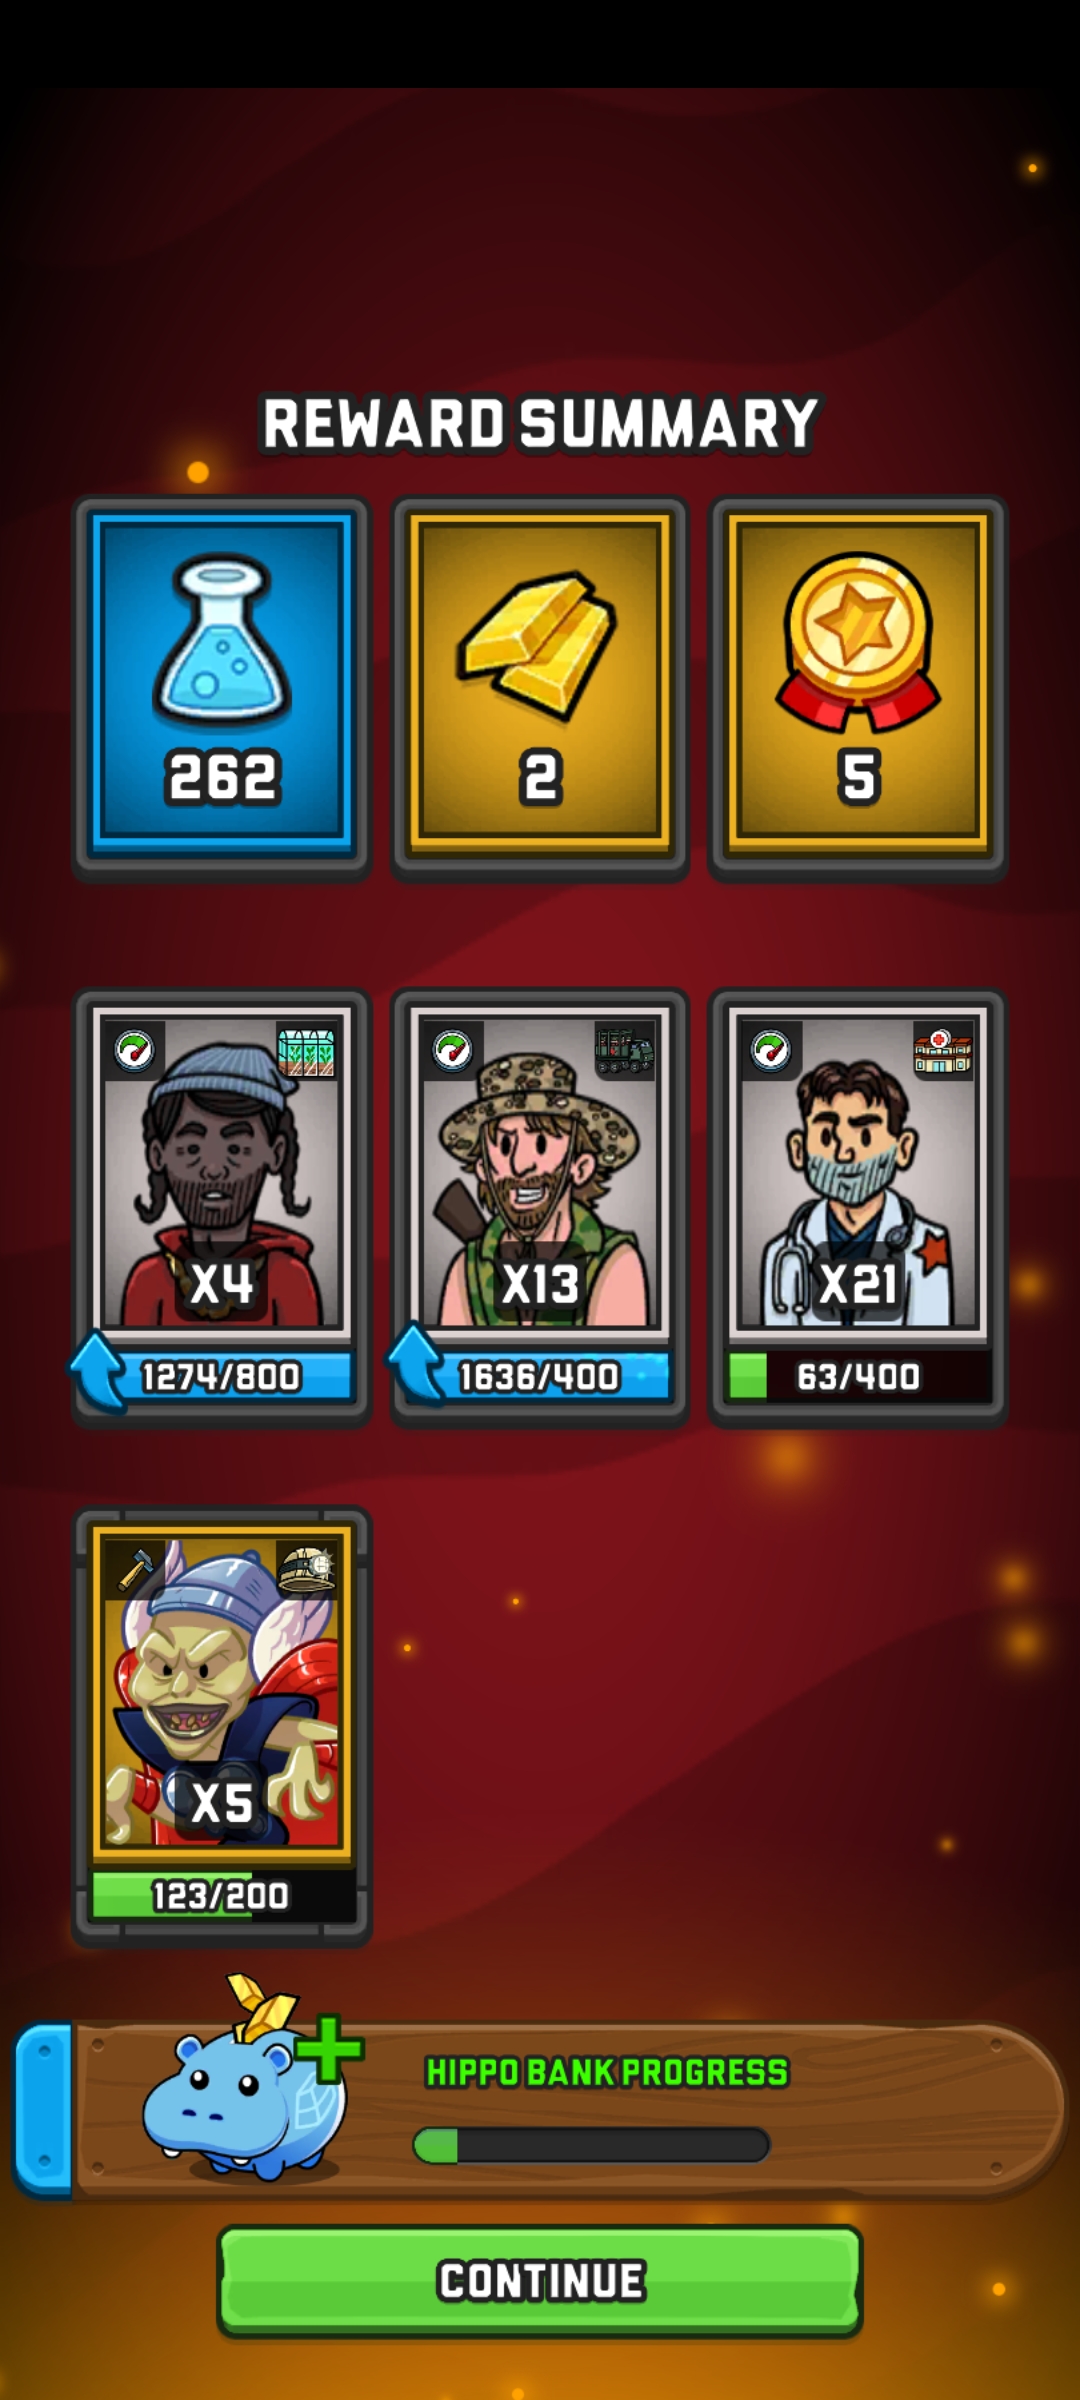 REWARD SUMMARY
262
2
5
X4
X13
X21
1274/800
1636/400
63/400
X5
123/200
HIPPO BANK PROGRESS
CONTINUE